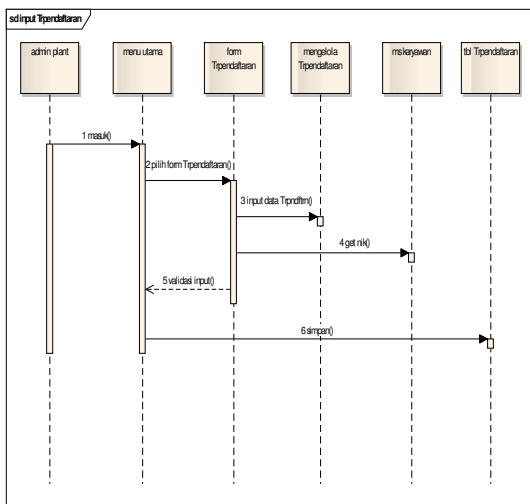 sd input Trpendaftaran
admin plant
menu utama
form
Trpendaftaran
mengelola
Trpendaftaran
mskaryawan
tbl Trpendaftaran
1 masuk()
2 pilih form Trpendaftaran()
3 input data Trpndftrn()
4 get nik()
5 validasi input()
6 simpan()